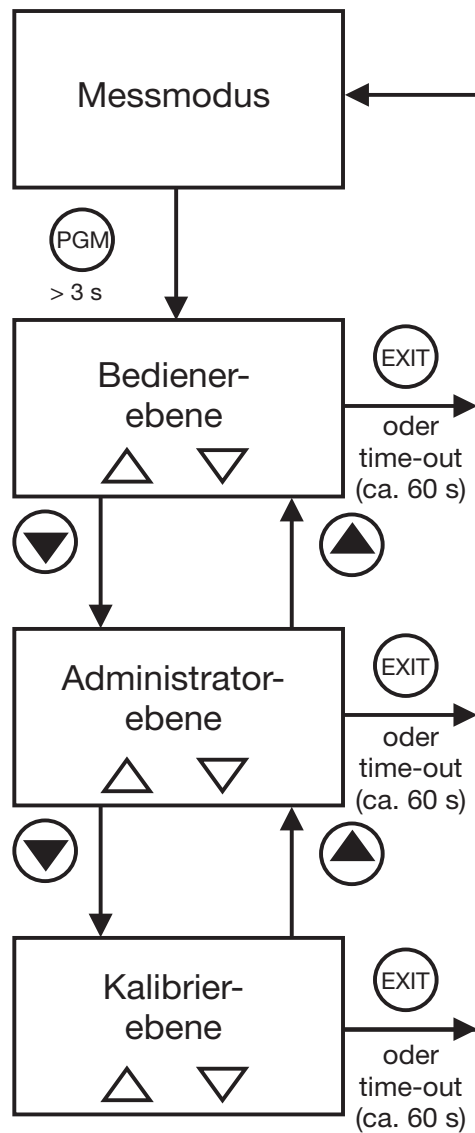 Messmodus
PGM
> 3 s
Bediener-
ebene
EXIT
oder
time-out
(ca. 60 s)
Administrator-
ebene
EXIT
oder
time-out
(ca. 60 s)
Kalibrier-
ebene
EXIT
oder
time-out
(ca. 60 s)